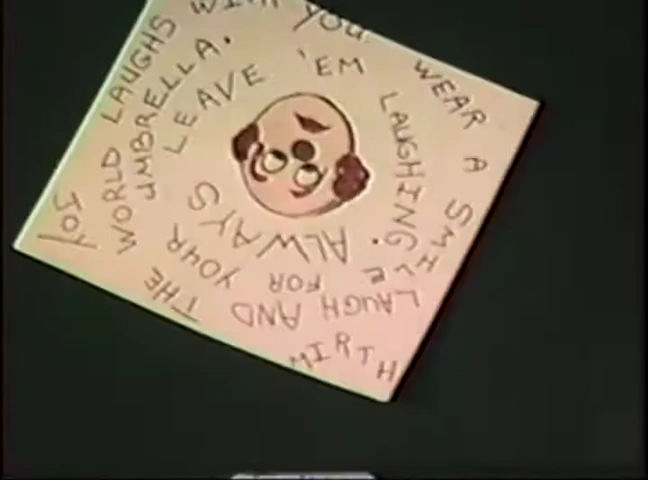 ALWAYS LEAVE 'EM LAUGHING.
WEAR A SMILE FOR YOUR UMBRELLA.
LAUGH AND THE WORLD LAUGHS WITH YOU
MIRTH
JOY